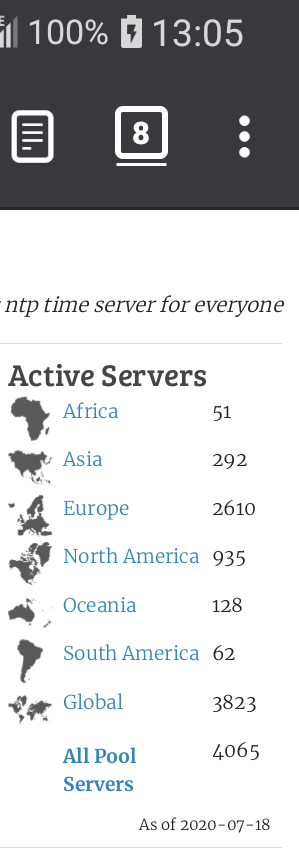 100% 13:05
8
ntp time server for everyone
Active Servers
Africa 51
Asia 292
Europe 2610
North America 935
Oceania 128
South America 62
Global 3823
All Pool 4065
Servers
As of 2020-07-18